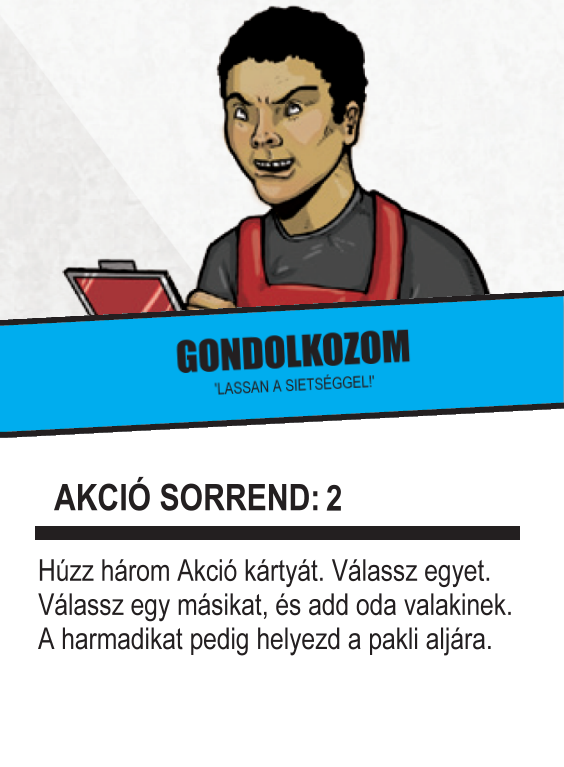 GONDOLKOZOM
'LASSAN A SIETSÉGGEL!'
AKCIÓ SORREND: 2
Húzz három Akció kártyát. Válassz egyet.
Válassz egy másikat, és add oda valakinek.
A harmadikat pedig helyezd a pakli aljára.